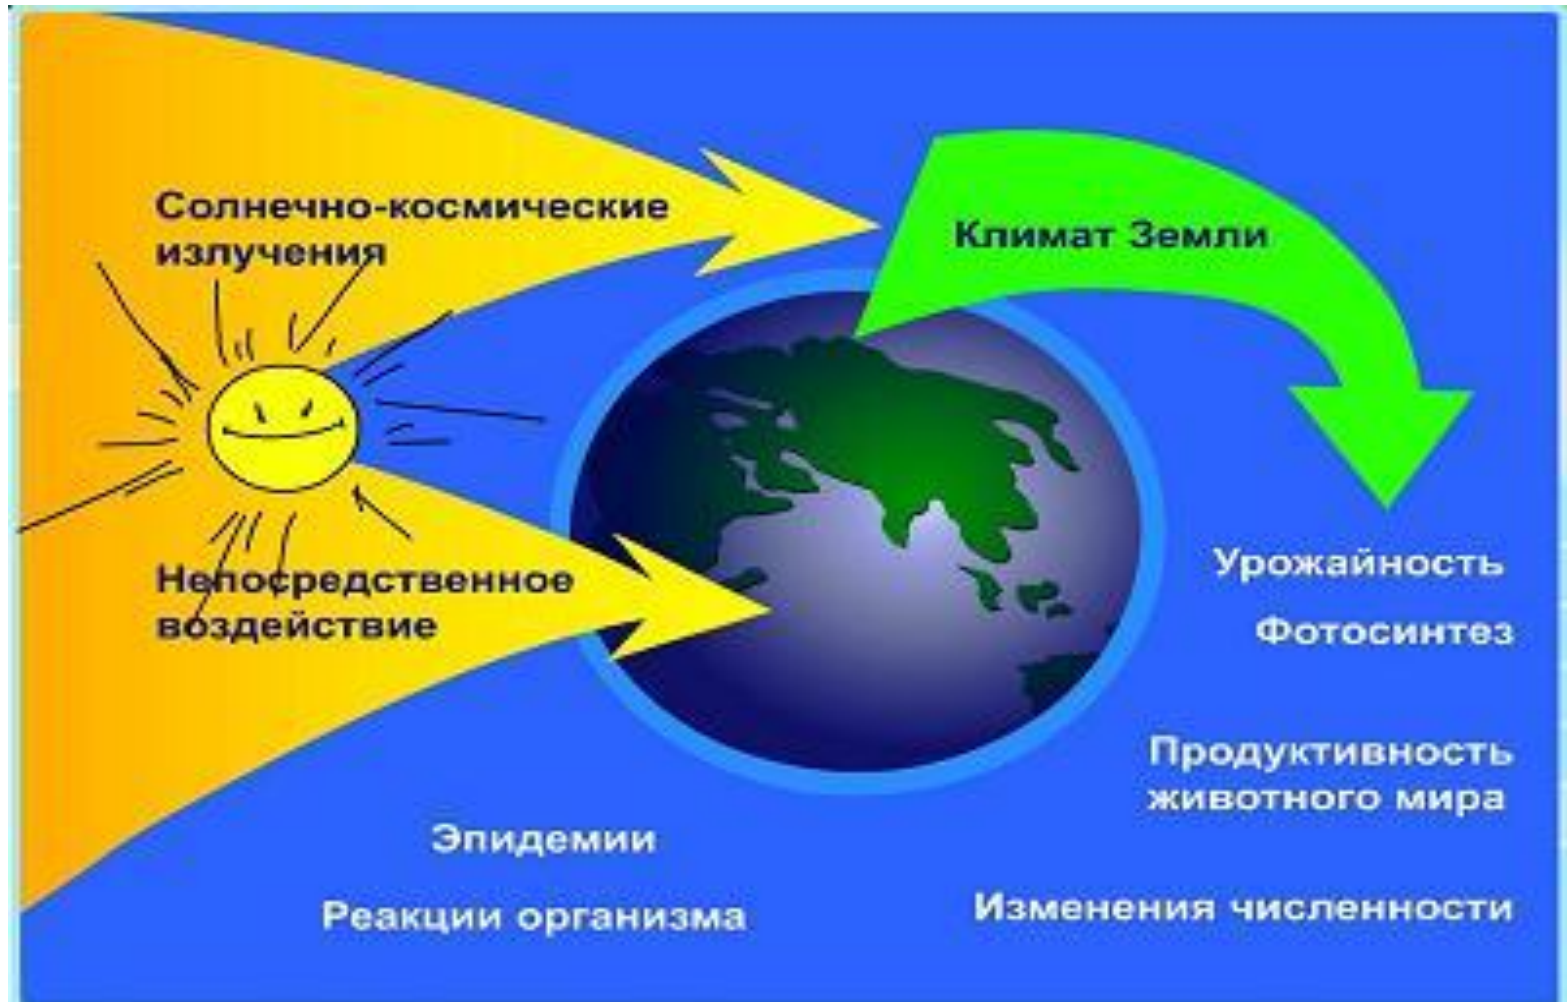 Солнечно-космические
излучения
Климат Земли
Непосредственное
воздействие
Урожайность
Фотосинтез
Продуктивность
животного мира
Эпидемии
Реакции организма
Изменения численности